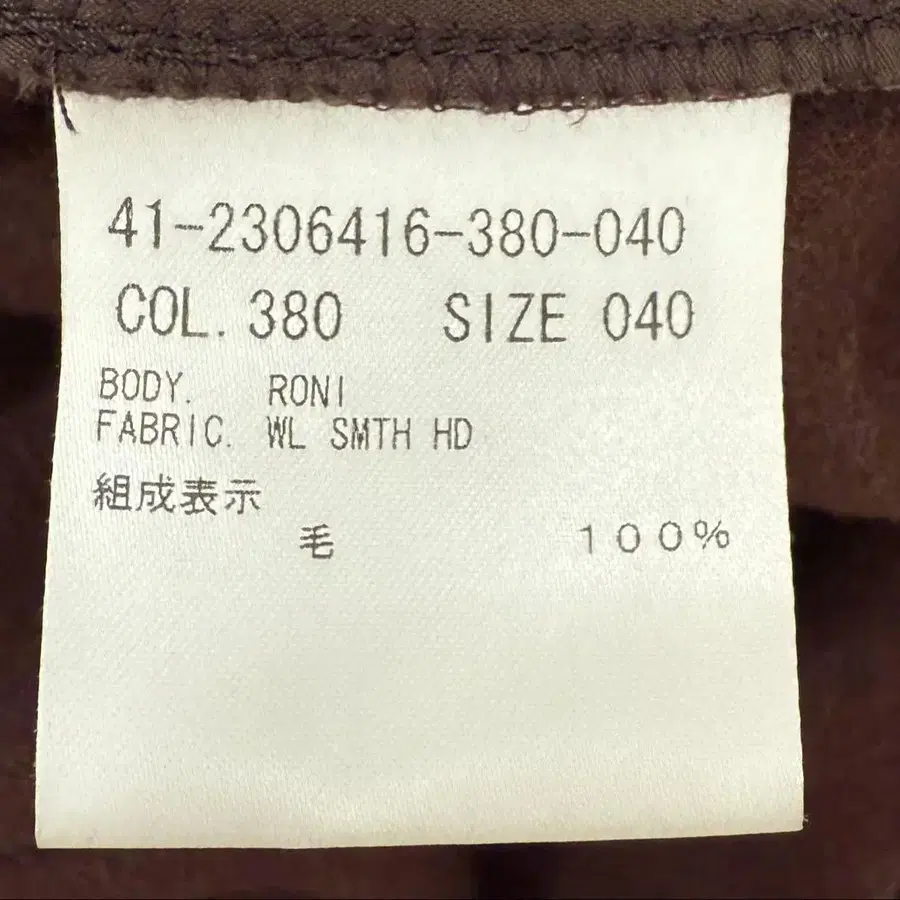 41-2306416-380-040
COL. 380 SIZE 040
BODY. RONI
FABRIC. WL SMTH HD
組成表示
毛 100%